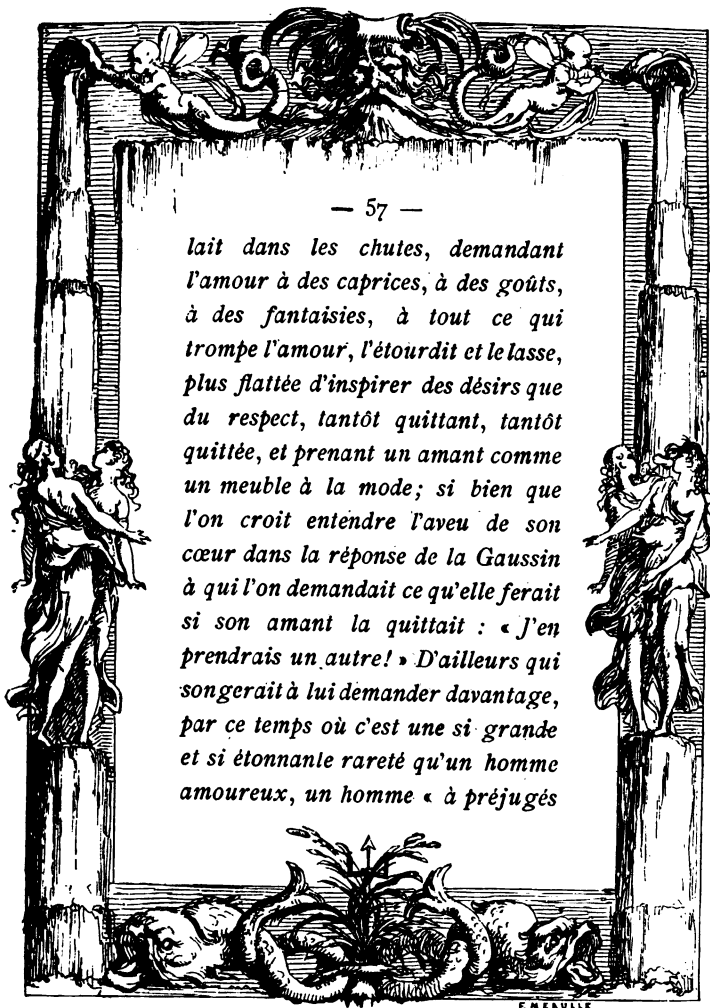 — 57 —
lait dans les chutes, demandant
l'amour à des caprices, à des goûts,
à des fantaisies, à tout ce qui
trompe l'amour, l'étourdit et le lasse,
plus flattée d'inspirer des désirs que
du respect, tantôt quittant, tantôt
quittée, et prenant un amant comme
un meuble à la mode; si bien que
l'on croit entendre l'aveu de son
cœur dans la réponse de la Gaussin
à qui l'on demandait ce qu'elle ferait
si son amant la quittait : « J'en
prendrais un autre! » D'ailleurs qui
songerait à lui demander davantage,
par ce temps où c'est une si grande
et si étonnanle rareté qu'un homme
amoureux, un homme « à préjugés
F. MEAULLE